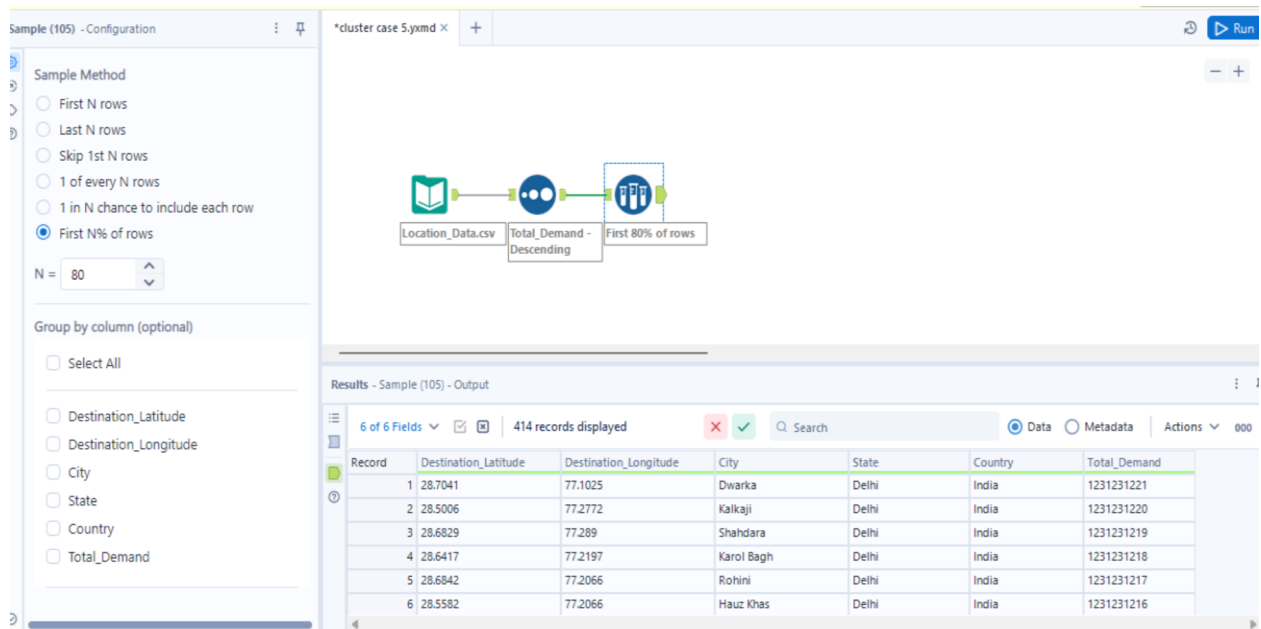 Sample (105) - Configuration
*cluster case 5.yxmd
Run
Sample Method
First N rows
Last N rows
Skip 1st N rows
1 of every N rows
1 in N chance to include each row
First N% of rows
N = 80
Group by column (optional)
Select All
Destination_Latitude
Destination_Longitude
City
State
Country
Total_Demand
Location_Data.csv
Total_Demand -
Descending
First 80% of rows
Results - Sample (105) - Output
6 of 6 Fields 414 records displayed Search Data Metadata Actions 000
Record Destination_Latitude Destination_Longitude City State Country Total_Demand
1 28.7041 77.1025 Dwarka Delhi India 1231231221
2 28.5006 77.2772 Kalkaji Delhi India 1231231220
3 28.6829 77.289 Shahdara Delhi India 1231231219
4 28.6417 77.2197 Karol Bagh Delhi India 1231231218
5 28.6842 77.2066 Rohini Delhi India 1231231217
6 28.5582 77.2066 Hauz Khas Delhi India 1231231216